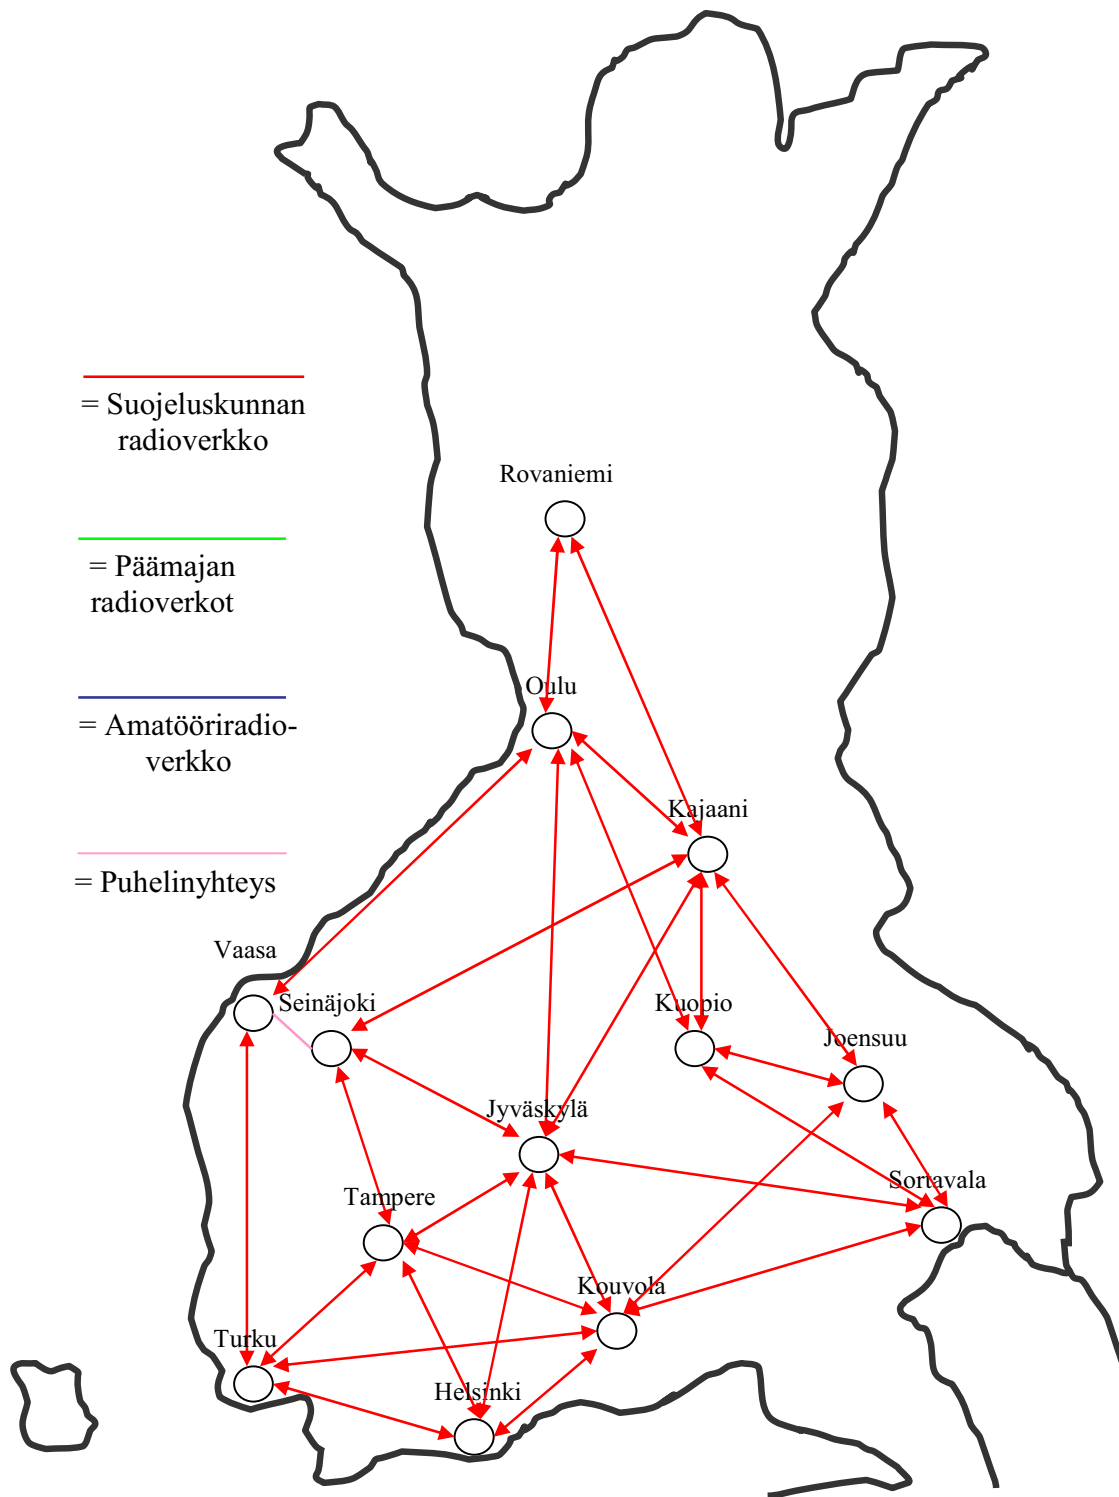 = Suojeluskunnan
radioverkko
= Päämajan
radioverkot
= Amatööriradio-
verkko
= Puhelinyhteys
Rovaniemi
Oulu
Kajaani
Vaasa
Seinäjoki
Kuopio
Joensuu
Jyväskylä
Sortavala
Tampere
Kouvola
Turku
Helsinki